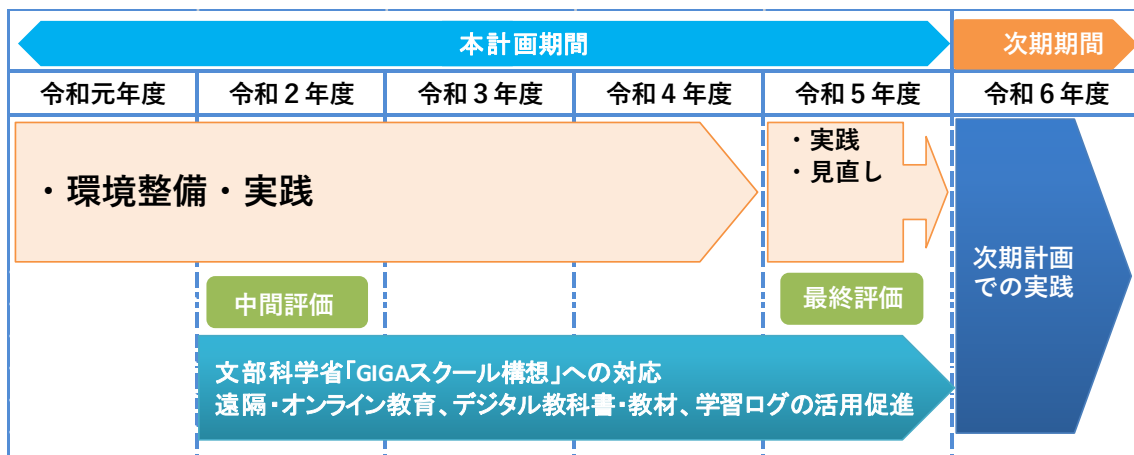 本計画期間
次期期間
令和元年度
令和２年度
令和３年度
令和４年度
令和５年度
令和６年度
・環境整備・実践
・実践
・見直し
次期計画
での実践
中間評価
最終評価
文部科学省「GIGAスクール構想」への対応
遠隔・オンライン教育、デジタル教科書・教材、学習ログの活用促進